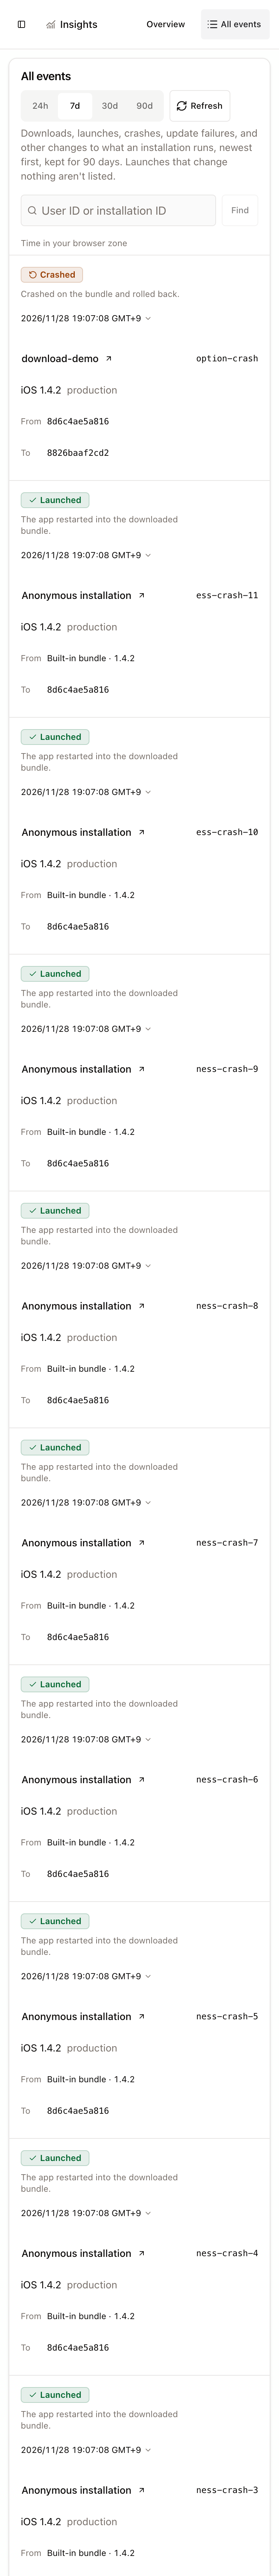 Insights Overview All events
All events
24h 7d 30d 90d Refresh
Downloads, launches, crashes, update failures, and
other changes to what an installation runs, newest
first, kept for 90 days. Launches that change
nothing aren't listed.
User ID or installation ID Find
Time in your browser zone
Crashed
Crashed on the bundle and rolled back.
2026/11/28 19:07:08 GMT+9
download-demo option-crash
iOS 1.4.2 production
From 8d6c4ae5a816
To 8826baaf2cd2
Launched
The app restarted into the downloaded
bundle.
2026/11/28 19:07:08 GMT+9
Anonymous installation ess-crash-11
iOS 1.4.2 production
From Built-in bundle · 1.4.2
To 8d6c4ae5a816
Launched
The app restarted into the downloaded
bundle.
2026/11/28 19:07:08 GMT+9
Anonymous installation ess-crash-10
iOS 1.4.2 production
From Built-in bundle · 1.4.2
To 8d6c4ae5a816
Launched
The app restarted into the downloaded
bundle.
2026/11/28 19:07:08 GMT+9
Anonymous installation ness-crash-9
iOS 1.4.2 production
From Built-in bundle · 1.4.2
To 8d6c4ae5a816
Launched
The app restarted into the downloaded
bundle.
2026/11/28 19:07:08 GMT+9
Anonymous installation ness-crash-8
iOS 1.4.2 production
From Built-in bundle · 1.4.2
To 8d6c4ae5a816
Launched
The app restarted into the downloaded
bundle.
2026/11/28 19:07:08 GMT+9
Anonymous installation ness-crash-7
iOS 1.4.2 production
From Built-in bundle · 1.4.2
To 8d6c4ae5a816
Launched
The app restarted into the downloaded
bundle.
2026/11/28 19:07:08 GMT+9
Anonymous installation ness-crash-6
iOS 1.4.2 production
From Built-in bundle · 1.4.2
To 8d6c4ae5a816
Launched
The app restarted into the downloaded
bundle.
2026/11/28 19:07:08 GMT+9
Anonymous installation ness-crash-5
iOS 1.4.2 production
From Built-in bundle · 1.4.2
To 8d6c4ae5a816
Launched
The app restarted into the downloaded
bundle.
2026/11/28 19:07:08 GMT+9
Anonymous installation ness-crash-4
iOS 1.4.2 production
From Built-in bundle · 1.4.2
To 8d6c4ae5a816
Launched
The app restarted into the downloaded
bundle.
2026/11/28 19:07:08 GMT+9
Anonymous installation ness-crash-3
iOS 1.4.2 production
From Built-in bundle · 1.4.2